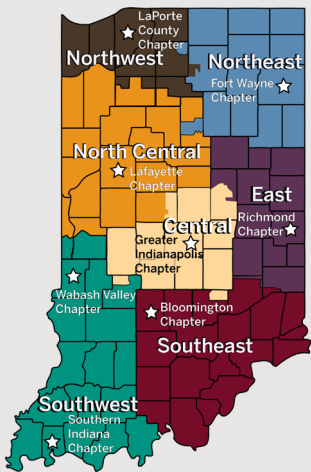 LaPorte
County
Chapter
Northwest
Northeast
Fort Wayne
Chapter
North Central
Lafayette
Chapter
East
Richmond
Chapter
Central
Greater
Indianapolis
Chapter
Wabash Valley
Chapter
Bloomington
Chapter
Southeast
Southwest
Southern
Indiana
Chapter